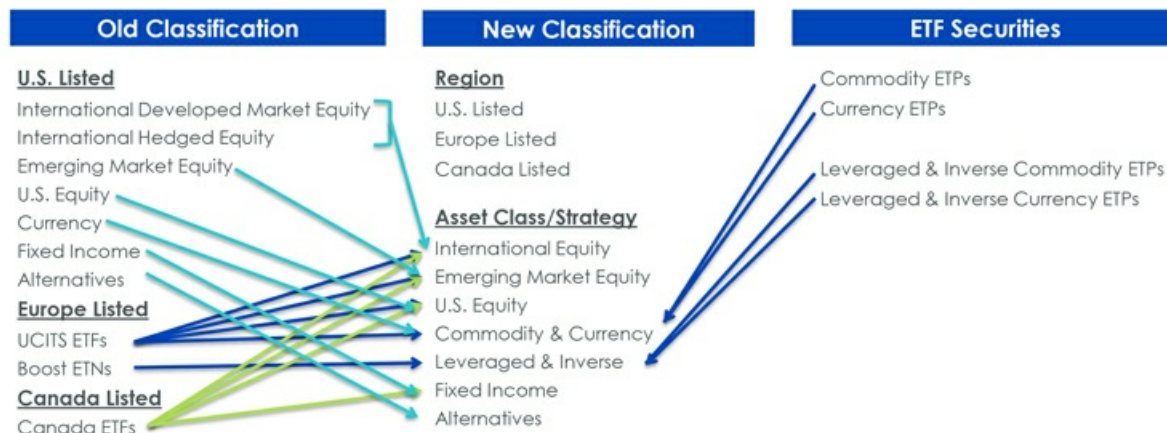 Old Classification
U.S. Listed
International Developed Market Equity
International Hedged Equity
Emerging Market Equity
U.S. Equity
Currency
Fixed Income
Alternatives
Europe Listed
UCITS ETFs
Boost ETNs
Canada Listed
Canada ETFs
New Classification
Region
U.S. Listed
Europe Listed
Canada Listed
Asset Class/Strategy
International Equity
Emerging Market Equity
U.S. Equity
Commodity & Currency
Leveraged & Inverse
Fixed Income
Alternatives
ETF Securities
Commodity ETPs
Currency ETPs
Leveraged & Inverse Commodity ETPs
Leveraged & Inverse Currency ETPs